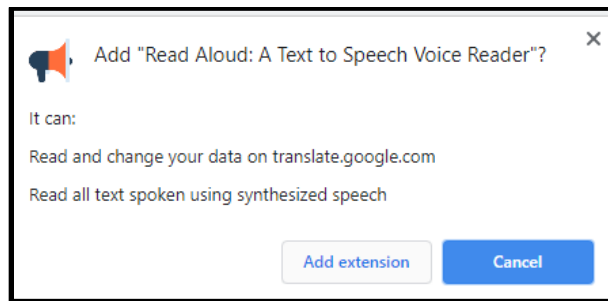 Add "Read Aloud: A Text to Speech Voice Reader"?
It can:
Read and change your data on translate.google.com
Read all text spoken using synthesized speech
Add extension
Cancel